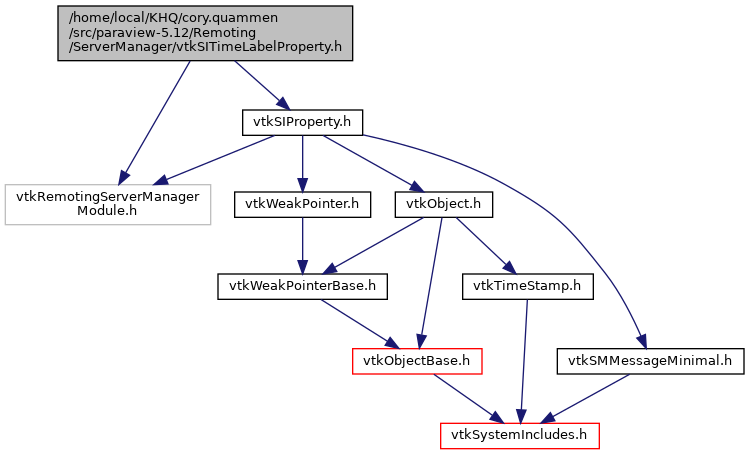 /home/local/KHQ/cory.quammen
/src/paraview-5.12/Remoting
/ServerManager/vtkSITimeLabelProperty.h
vtkSIProperty.h
vtkRemotingServerManager
Module.h
vtkWeakPointer.h
vtkObject.h
vtkWeakPointerBase.h
vtkTimeStamp.h
vtkObjectBase.h
vtkSMMessageMinimal.h
vtkSystemIncludes.h